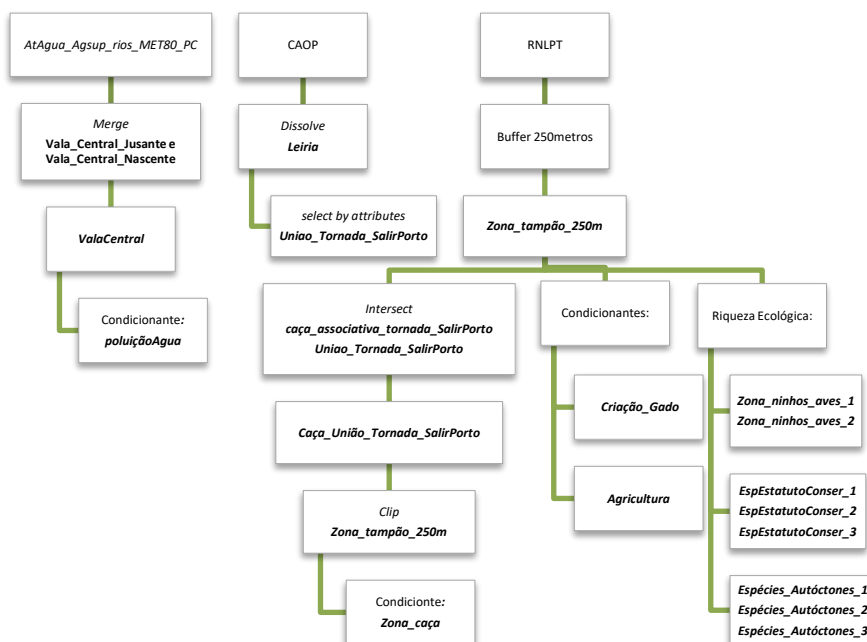 AtAgua_Agsup_rios_MET80_PC
CAOP
RNLPT
Merge
Vala_Central_Jusante e
Vala_Central_Nascente
Dissolve
Leiria
Buffer 250metros
ValaCentral
select by attributes
Uniao_Tornada_SalirPorto
Zona_tampão_250m
Condicionante:
poluiçãoAgua
Intersect
caça_associativa_tornada_SalirPorto
Uniao_Tornada_SalirPorto
Condicionantes:
Riqueza Ecológica:
Caça_União_Tornada_SalirPorto
Criação_Gado
Zona_ninhos_aves_1
Zona_ninhos_aves_2
Clip
Zona_tampão_250m
Agricultura
EspEstatutoConser_1
EspEstatutoConser_2
EspEstatutoConser_3
Condicionte:
Zona_caça
Espécies_Autóctones_1
Espécies_Autóctones_2
Espécies_Autóctones_3